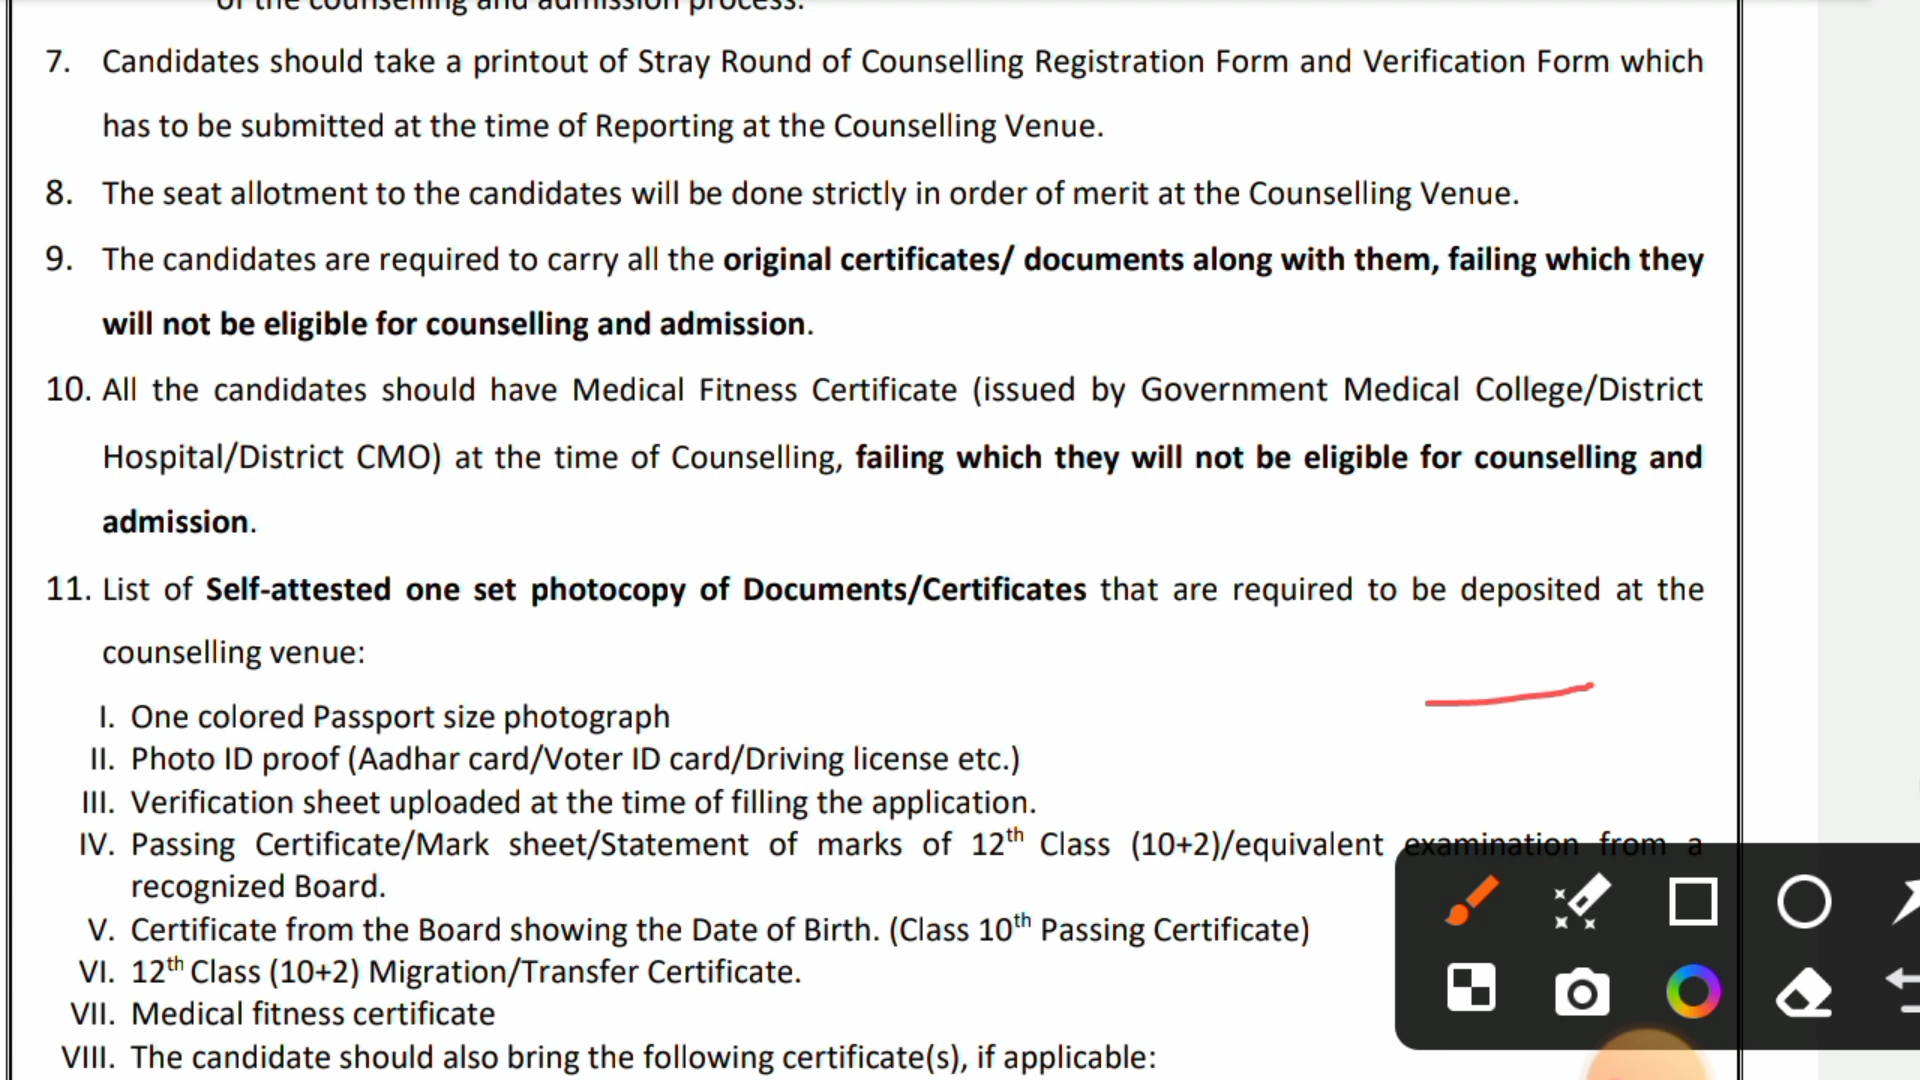 of the counselling and admission process.
7. Candidates should take a printout of Stray Round of Counselling Registration Form and Verification Form which
has to be submitted at the time of Reporting at the Counselling Venue.
8. The seat allotment to the candidates will be done strictly in order of merit at the Counselling Venue.
9. The candidates are required to carry all the original certificates/ documents along with them, failing which they
will not be eligible for counselling and admission.
10. All the candidates should have Medical Fitness Certificate (issued by Government Medical College/District
Hospital/District CMO) at the time of Counselling, failing which they will not be eligible for counselling and
admission.
11. List of Self-attested one set photocopy of Documents/Certificates that are required to be deposited at the
counselling venue:
I. One colored Passport size photograph
II. Photo ID proof (Aadhar card/Voter ID card/Driving license etc.)
III. Verification sheet uploaded at the time of filling the application.
IV. Passing Certificate/Mark sheet/Statement of marks of 12th Class (10+2)/equivalent examination from a
recognized Board.
V. Certificate from the Board showing the Date of Birth. (Class 10th Passing Certificate)
VI. 12th Class (10+2) Migration/Transfer Certificate.
VII. Medical fitness certificate
VIII. The candidate should also bring the following certificate(s), if applicable: